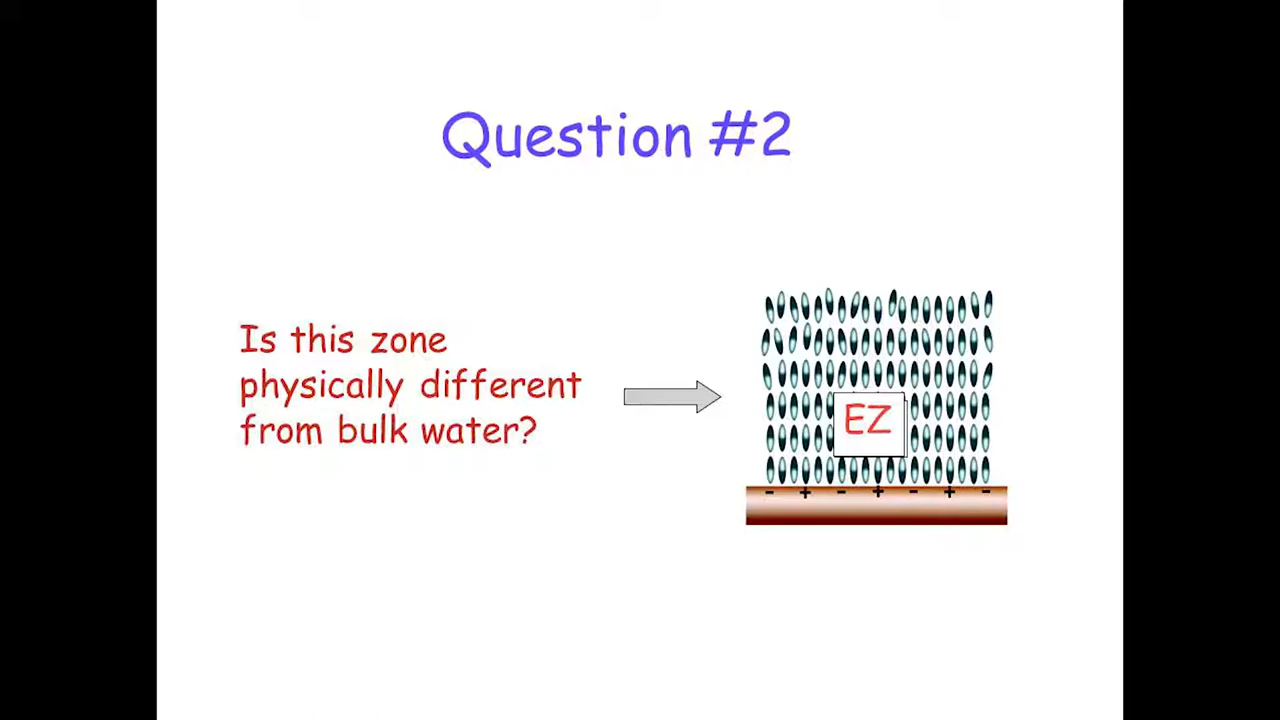 Question #2
Is this zone
physically different
from bulk water?
EZ
- + - + - + -